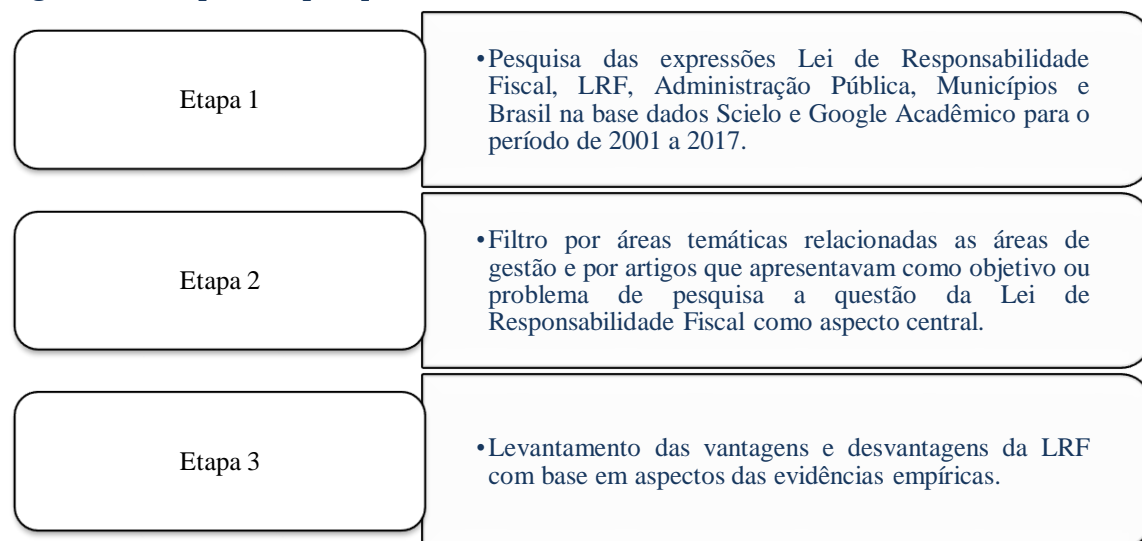 Etapa 1
•Pesquisa das expressões Lei de Responsabilidade
Fiscal, LRF, Administração Pública, Municípios e
Brasil na base dados Scielo e Google Acadêmico para o
período de 2001 a 2017.
Etapa 2
•Filtro por áreas temáticas relacionadas as áreas de
gestão e por artigos que apresentavam como objetivo ou
problema de pesquisa a questão da Lei de
Responsabilidade Fiscal como aspecto central.
Etapa 3
•Levantamento das vantagens e desvantagens da LRF
com base em aspectos das evidências empíricas.